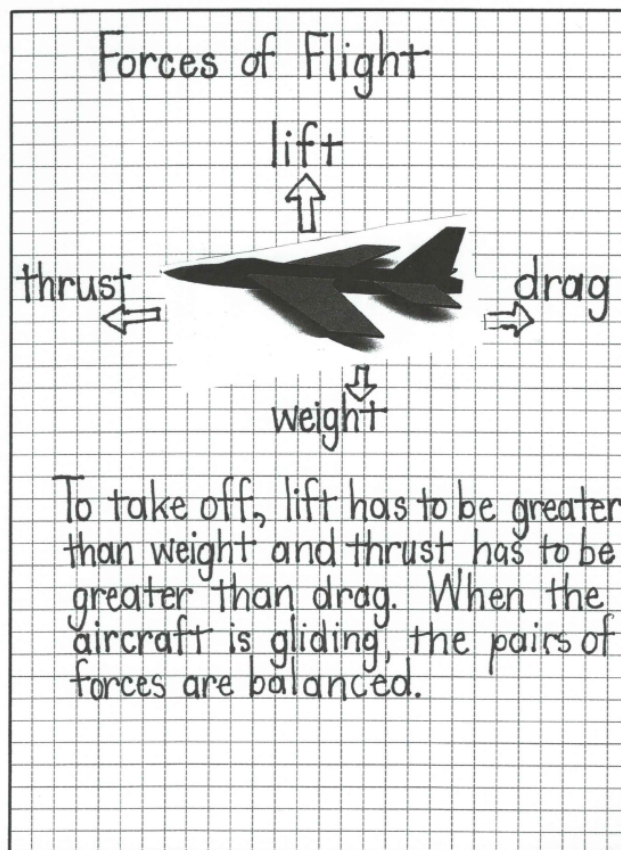 Forces of Flight
lift
thrust
drag
weight
To take off, lift has to be greater
than weight and thrust has to be
greater than drag. When the
aircraft is gliding, the pairs of
forces are balanced.